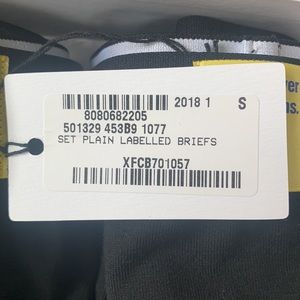 2018 1 S
8080682205
501329 453B9 1077
SET PLAIN LABELLED BRIEFS
XFCB701057